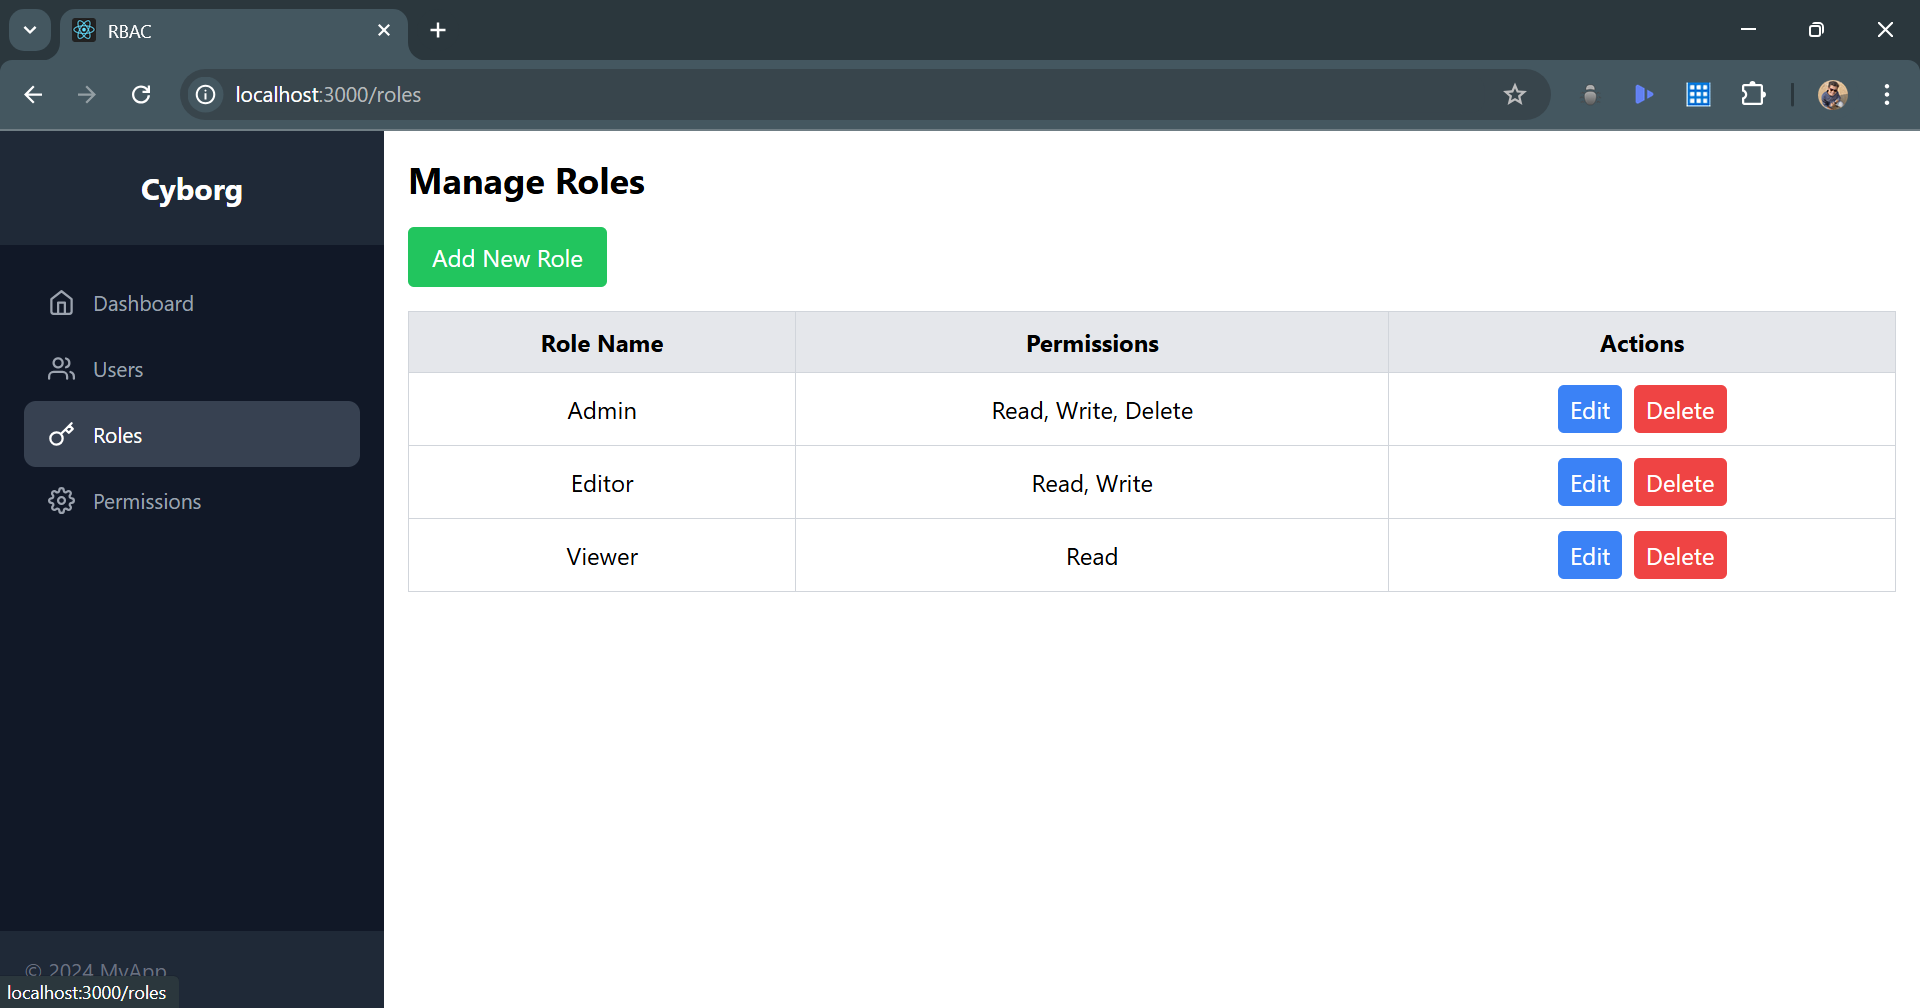 RBAC
localhost:3000/roles
Cyborg
Dashboard
Users
Roles
Permissions
© 2024 MyApp
localhost:3000/roles
Manage Roles
Add New Role
Role Name Permissions Actions
Admin Read, Write, Delete Edit Delete
Editor Read, Write Edit Delete
Viewer Read Edit Delete